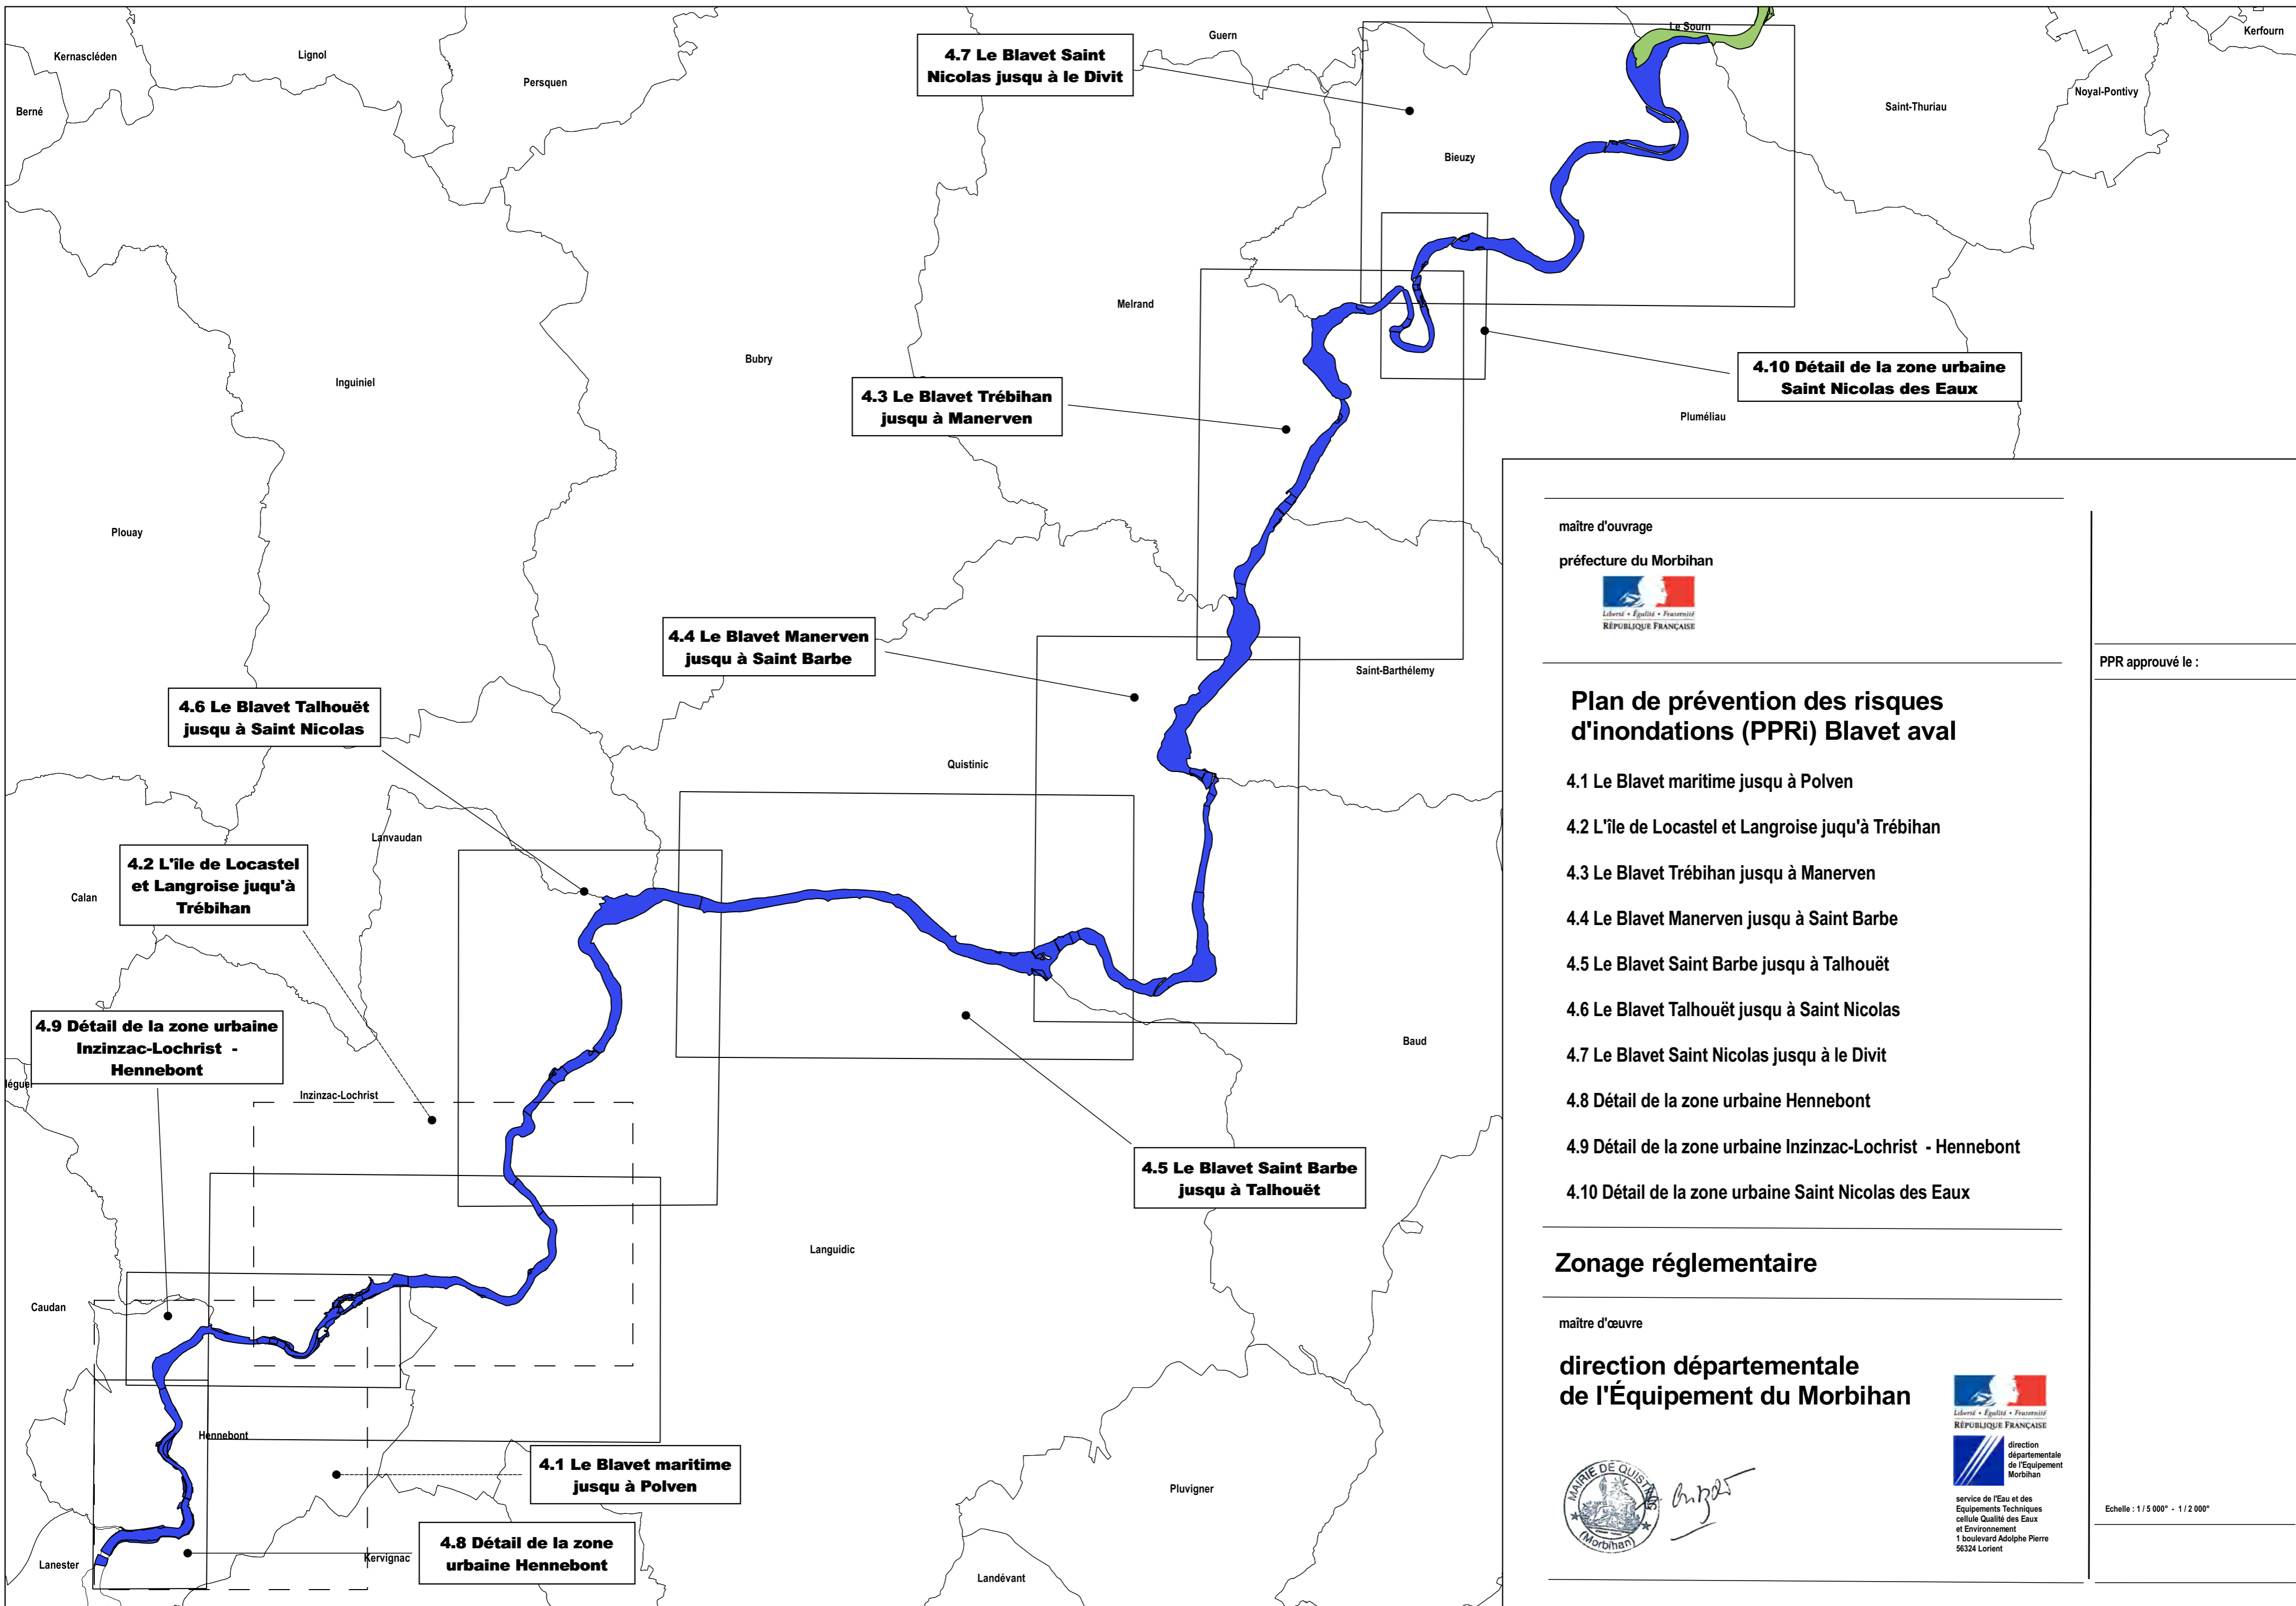 Kernascléden
Lignol
Persquen
Berné
Guern
Le Sourn
Kerfourn
4.7 Le Blavet Saint
Nicolas jusqu à le Divit
Noyal-Pontivy
Saint-Thuriau
Bieuzy
Melrand
Bubry
Inguiniel
4.3 Le Blavet Trébihan
jusqu à Manerven
4.10 Détail de la zone urbaine
Saint Nicolas des Eaux
Pluméliau
Plouay
4.4 Le Blavet Manerven
jusqu à Saint Barbe
Saint-Barthélemy
4.6 Le Blavet Talhouët
jusqu à Saint Nicolas
Quistinic
Lanvaudan
4.2 L'île de Locastel
et Langroise juqu'à
Trébihan
Calan
4.9 Détail de la zone urbaine
Inzinzac-Lochrist -
Hennebont
Baud
léguer
Inzinzac-Lochrist
4.5 Le Blavet Saint Barbe
jusqu à Talhouët
Languidic
Caudan
Hennebont
4.1 Le Blavet maritime
jusqu à Polven
Pluvigner
4.8 Détail de la zone
urbaine Hennebont
Kervignac
Lanester
Landévant
maître d'ouvrage
préfecture du Morbihan
Liberté • Égalité • Fraternité
RÉPUBLIQUE FRANÇAISE
Plan de prévention des risques
d'inondations (PPRi) Blavet aval
4.1 Le Blavet maritime jusqu à Polven
4.2 L'île de Locastel et Langroise juqu'à Trébihan
4.3 Le Blavet Trébihan jusqu à Manerven
4.4 Le Blavet Manerven jusqu à Saint Barbe
4.5 Le Blavet Saint Barbe jusqu à Talhouët
4.6 Le Blavet Talhouët jusqu à Saint Nicolas
4.7 Le Blavet Saint Nicolas jusqu à le Divit
4.8 Détail de la zone urbaine Hennebont
4.9 Détail de la zone urbaine Inzinzac-Lochrist - Hennebont
4.10 Détail de la zone urbaine Saint Nicolas des Eaux
Zonage réglementaire
maître d'œuvre
direction départementale
de l'Équipement du Morbihan
MAIRIE DE
(Morbihan)
Liberté • Égalité • Fraternité
RÉPUBLIQUE FRANÇAISE
direction
départementale
de l'Equipement
Morbihan
service de l'Eau et des
Equipements Techniques
cellule Qualité des Eaux
et Environnement
1 boulevard Adolphe Pierre
56324 Lorient
PPR approuvé le :
Echelle : 1 / 5 000° - 1 / 2 000°